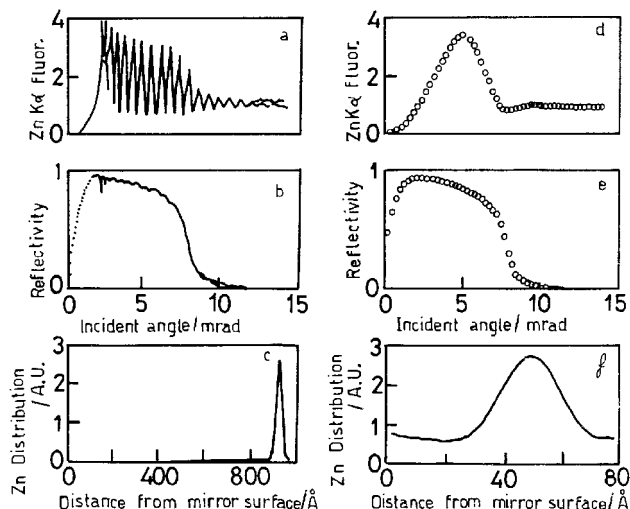 4
2
0
Zn Kα Fluor.
a
4
2
0
Zn Kα Fluor.
d
1
0
Reflectivity
b
0 5 10 15
Incident angle/mrad
1
0
Reflectivity
e
0 5 10 15
Incident angle/mrad
3
2
1
0
Zn Distribution
/A.U.
c
0 400 800
Distance from mirror surface/Å
3
2
1
0
Zn Distribution
/A.U.
f
0 40 80
Distance from mirror surface/Å